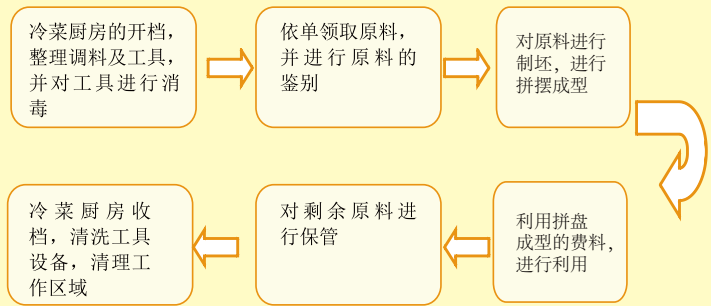 冷菜厨房的开档，
整理调料及工具，
并对工具进行消
毒
依单领取原料，
并进行原料的
鉴别
对原料进行
制坯，进行
拼摆成型
利用拼盘
成型的费料，
进行利用
对剩余原料进
行保管
冷菜厨房收
档，清洗工具
设备，清理工
作区域